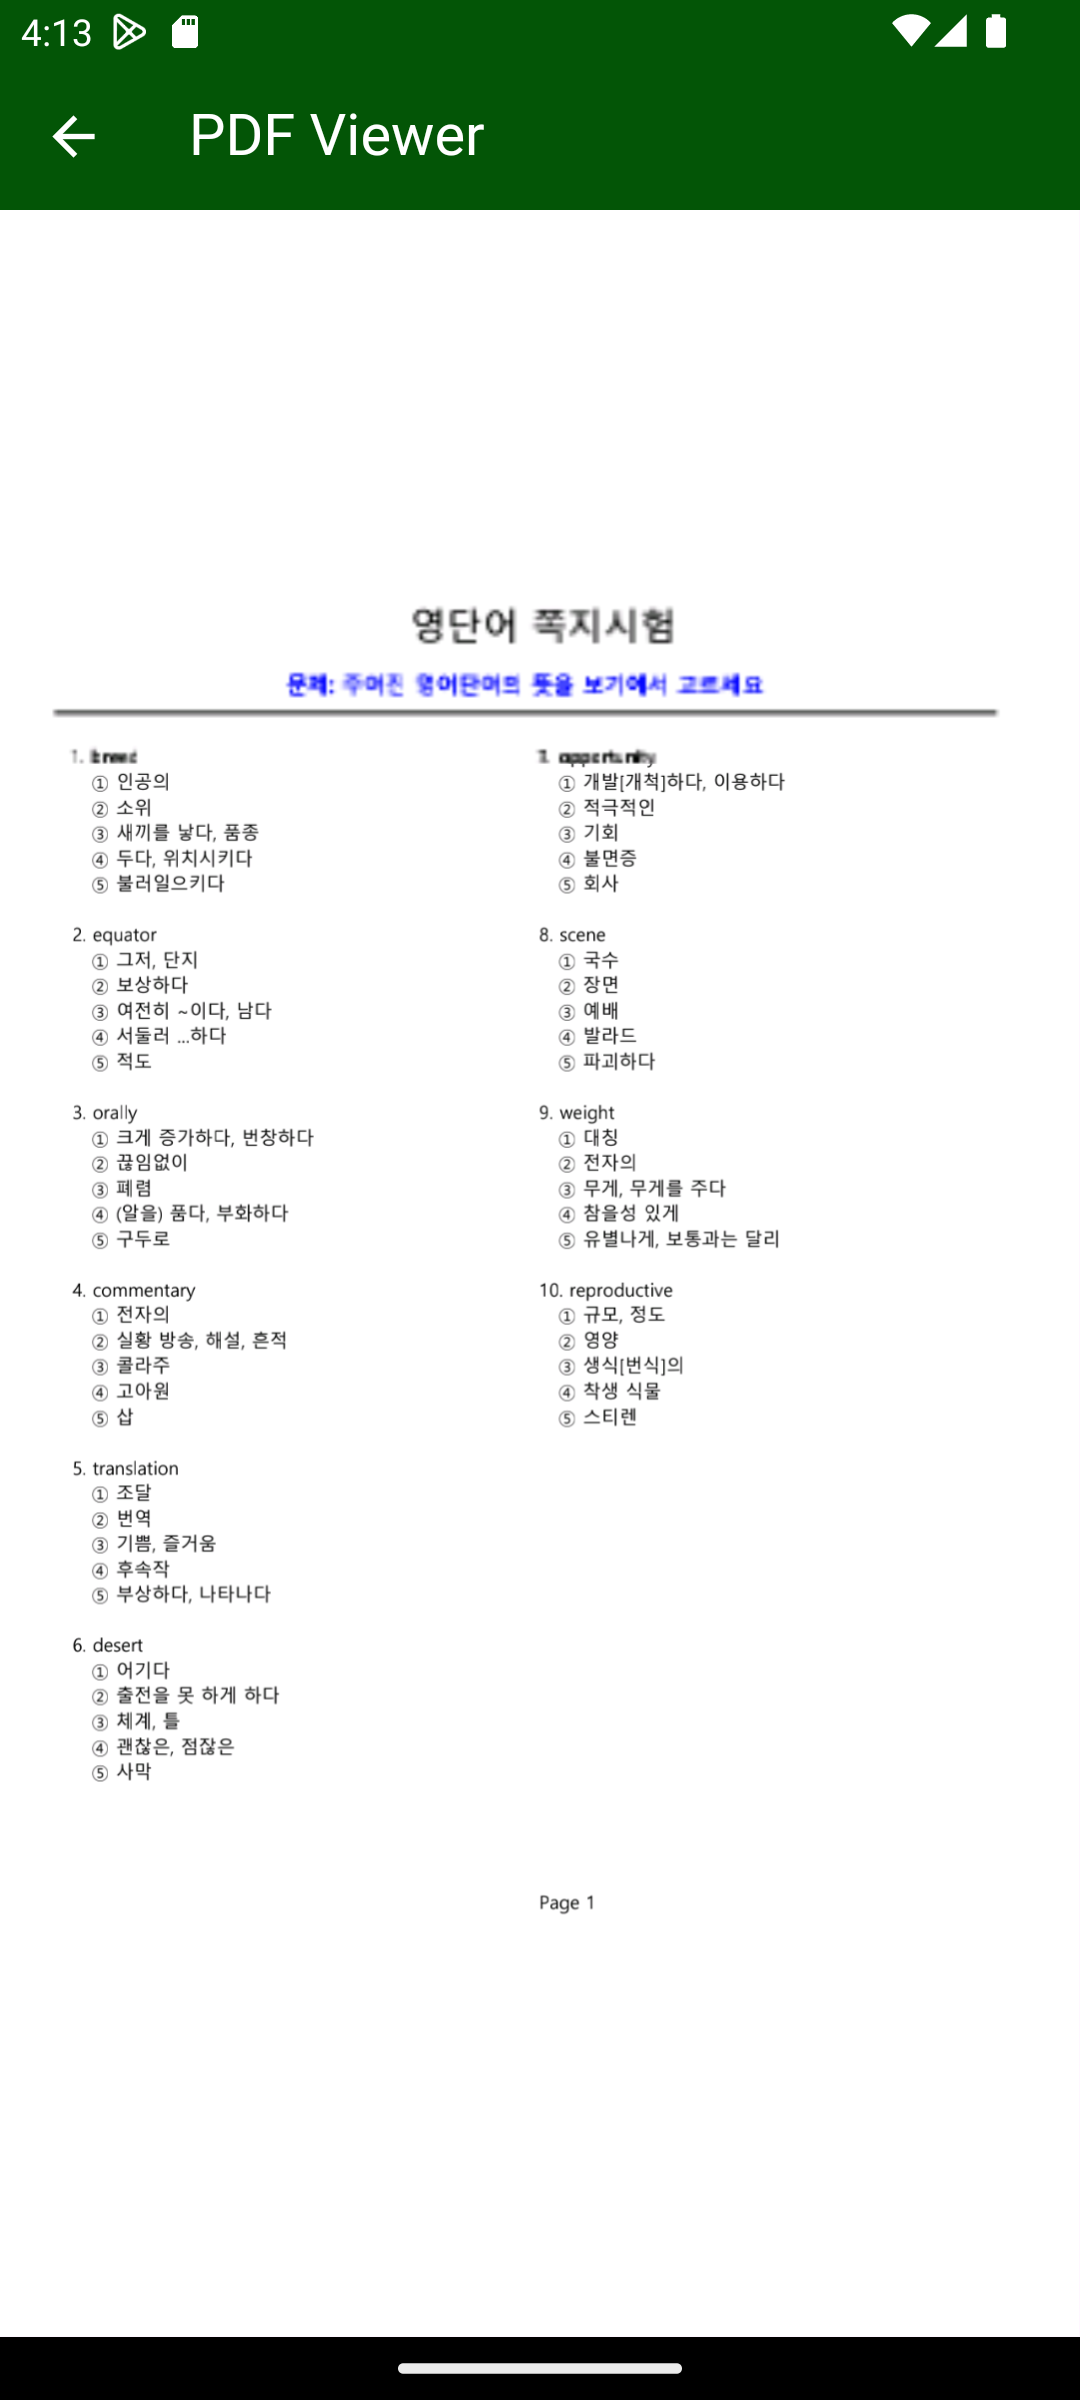 4:13
PDF Viewer
영단어 쪽지시험
문제: 주어진 영어단어의 뜻을 보기에서 고르세요
1. breed
① 인공의
② 소위
③ 새끼를 낳다, 품종
④ 두다, 위치시키다
⑤ 불러일으키다
2. equator
① 그저, 단지
② 보상하다
③ 여전히 ~이다, 남다
④ 서둘러 ...하다
⑤ 적도
3. orally
① 크게 증가하다, 번창하다
② 끊임없이
③ 폐렴
④ (알을) 품다, 부화하다
⑤ 구두로
4. commentary
① 전자의
② 실황 방송, 해설, 흔적
③ 콜라주
④ 고아원
⑤ 삽
5. translation
① 조달
② 번역
③ 기쁨, 즐거움
④ 후속작
⑤ 부상하다, 나타나다
6. desert
① 어기다
② 출전을 못 하게 하다
③ 체계, 틀
④ 괜찮은, 점잖은
⑤ 사막
7. opportunity
① 개발[개척]하다, 이용하다
② 적극적인
③ 기회
④ 불면증
⑤ 회사
8. scene
① 국수
② 장면
③ 예배
④ 발라드
⑤ 파괴하다
9. weight
① 대칭
② 전자의
③ 무게, 무게를 주다
④ 참을성 있게
⑤ 유별나게, 보통과는 달리
10. reproductive
① 규모, 정도
② 영양
③ 생식[번식]의
④ 착생 식물
⑤ 스티렌
Page 1